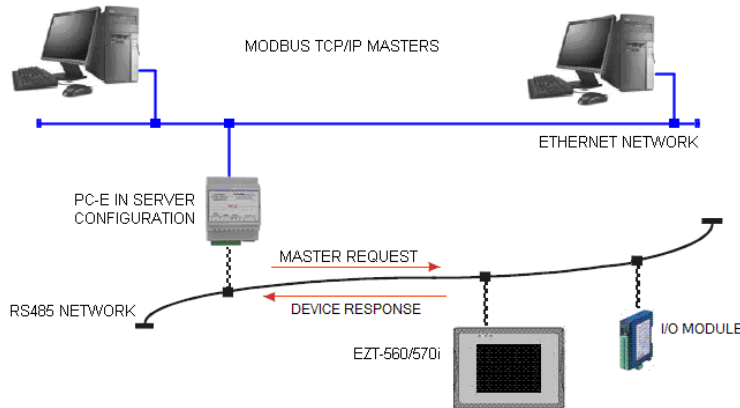 MODBUS TCP/IP MASTERS
ETHERNET NETWORK
PC-E IN SERVER
CONFIGURATION
MASTER REQUEST
RS485 NETWORK
DEVICE RESPONSE
I/O MODULE
EZT-560/570i